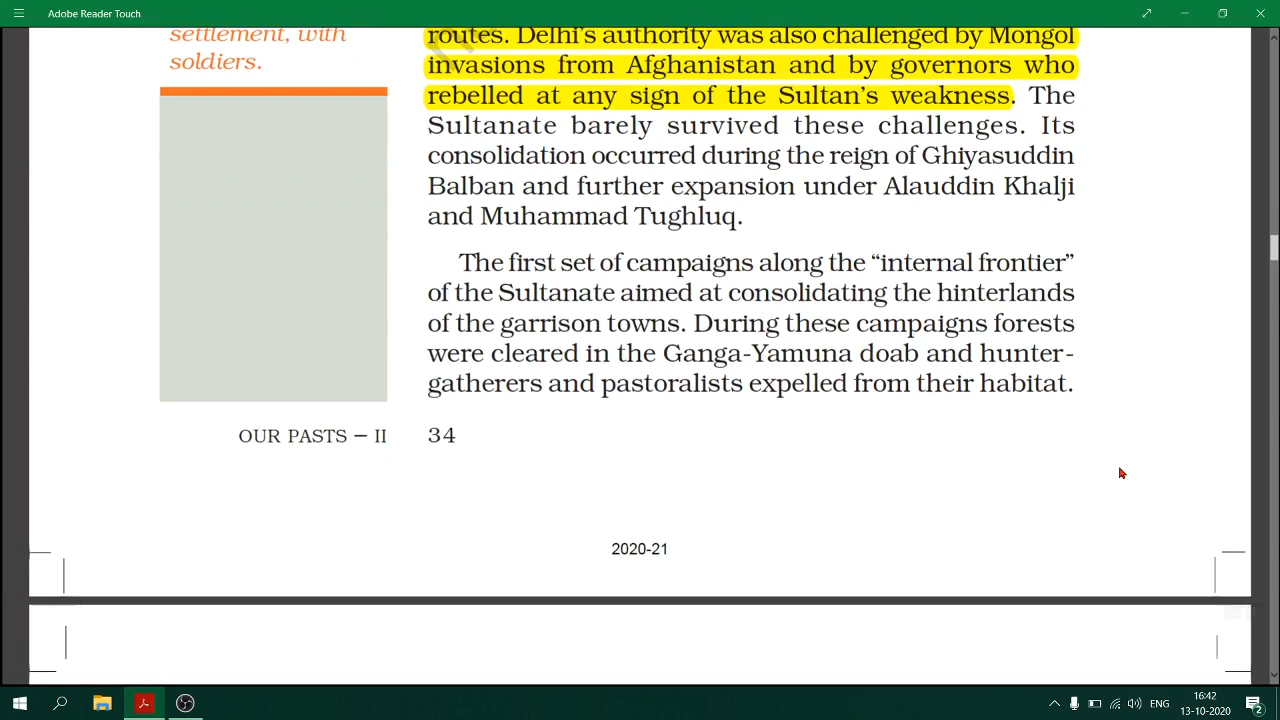 Adobe Reader Touch
settlement, with
soldiers.
routes. Delhi's authority was also challenged by Mongol
invasions from Afghanistan and by governors who
rebelled at any sign of the Sultan's weakness. The
Sultanate barely survived these challenges. Its
consolidation occurred during the reign of Ghiyasuddin
Balban and further expansion under Alauddin Khalji
and Muhammad Tughluq.
The first set of campaigns along the “internal frontier”
of the Sultanate aimed at consolidating the hinterlands
of the garrison towns. During these campaigns forests
were cleared in the Ganga-Yamuna doab and hunter-
gatherers and pastoralists expelled from their habitat.
OUR PASTS – II 34
2020-21
ENG
16:42
13-10-2020
2